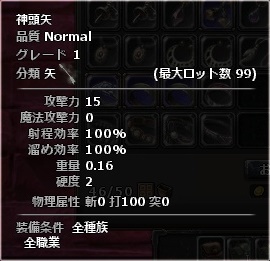 神頭矢
品質 Normal
グレード 1
分類 矢 (最大ロット数 99)
攻撃力 15
魔法攻撃力 0
射程効率 100%
溜め効率 100%
重量 0.16
硬度 2
46/50
物理属性 斬0 打100 突0
装備条件 全種族
全職業